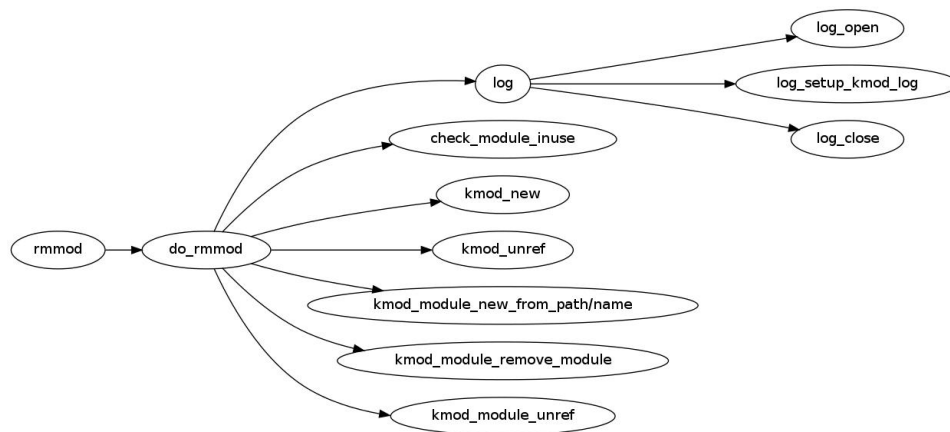 log_open
log
log_setup_kmod_log
log_close
check_module_inuse
kmod_new
rmmod
do_rmmod
kmod_unref
kmod_module_new_from_path/name
kmod_module_remove_module
kmod_module_unref